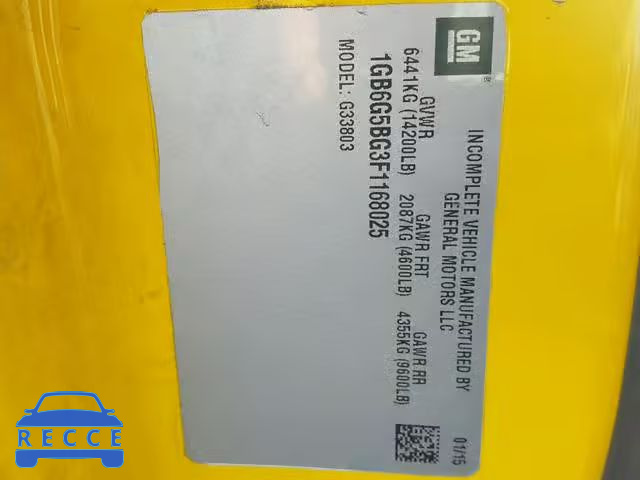 GM
INCOMPLETE VEHICLE MANUFACTURED BY
GENERAL MOTORS LLC
01/15
GVWR GAWR FRT GAWR RR
6441KG (14200LB) 2087KG (4600LB) 4355KG (9600LB)
1GB6G5BG3F1168025
MODEL: G33803
RECCE